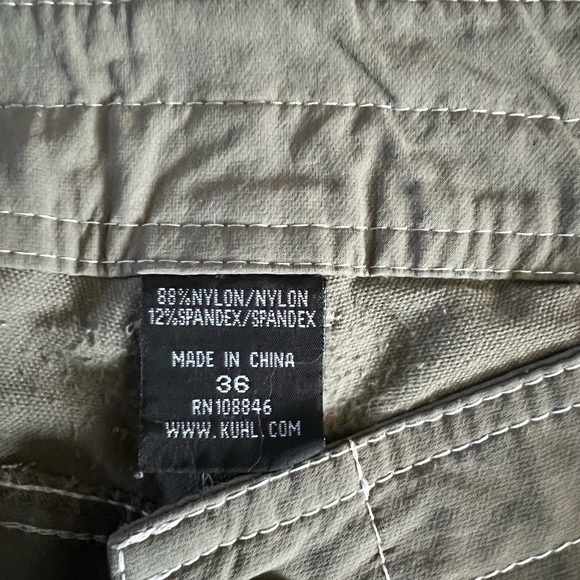 88%NYLON/NYLON
12%SPANDEX/SPANDEX
MADE IN CHINA
36
RN108846
WWW.KUHL.COM